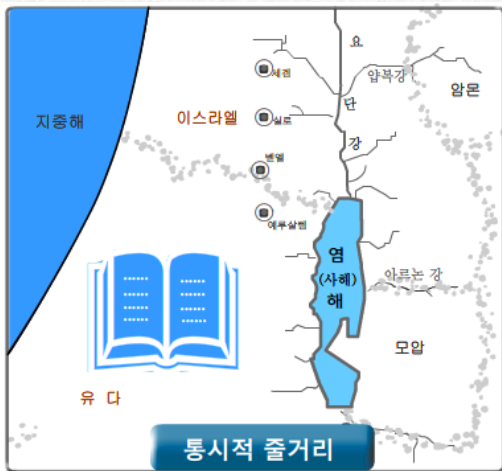 요
세겜
얍복강
암몬
지중해
이스라엘
실로
단
강
벧엘
예루살렘
염
(사해)
해
아르논 강
모압
유 다
통시적 줄거리